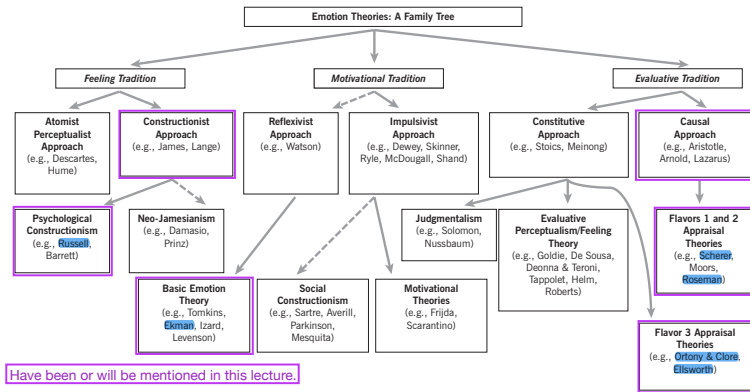 Emotion Theories: A Family Tree
Feeling Tradition
Motivational Tradition
Evaluative Tradition
Atomist
Perceptualist
Approach
(e.g., Descartes,
Hume)
Constructionist
Approach
(e.g., James, Lange)
Reflexivist
Approach
(e.g., Watson)
Impulsivist
Approach
(e.g., Dewey, Skinner,
Ryle, McDougall, Shand)
Constitutive
Approach
(e.g., Stoics, Meinong)
Causal
Approach
(e.g., Aristotle,
Arnold, Lazarus)
Psychological
Constructionism
(e.g., Russell,
Barrett)
Neo-Jamesianism
(e.g., Damasio,
Prinz)
Judgmentalism
(e.g., Solomon,
Nussbaum)
Evaluative
Perceptualism/Feeling
Theory
(e.g., Goldie, De Sousa,
Deonna & Teroni,
Tappolet, Helm,
Roberts)
Flavors 1 and 2
Appraisal
Theories
(e.g., Scherer,
Moors,
Roseman)
Basic Emotion
Theory
(e.g., Tomkins,
Ekman, Izard,
Levenson)
Social
Constructionism
(e.g., Sartre, Averill,
Parkinson,
Mesquita)
Motivational
Theories
(e.g., Frijda,
Scarantino)
Flavor 3 Appraisal
Theories
(e.g., Ortony & Clore,
Ellsworth)
Have been or will be mentioned in this lecture.